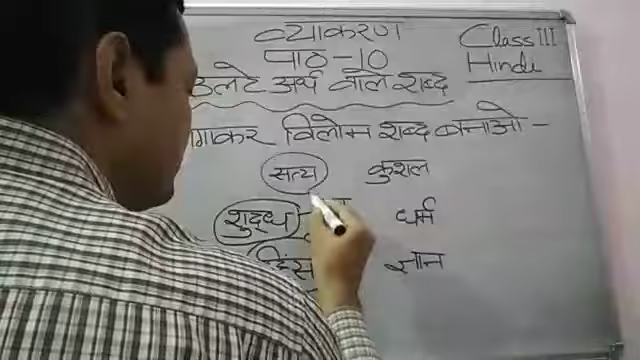 व्याकरण
Class III
पाठ-10
Hindi
उलटे अर्थ वाले शब्द
विलोम शब्द बनाओ -
सत्य कुशल
शुद्ध धर्म
ज्ञान